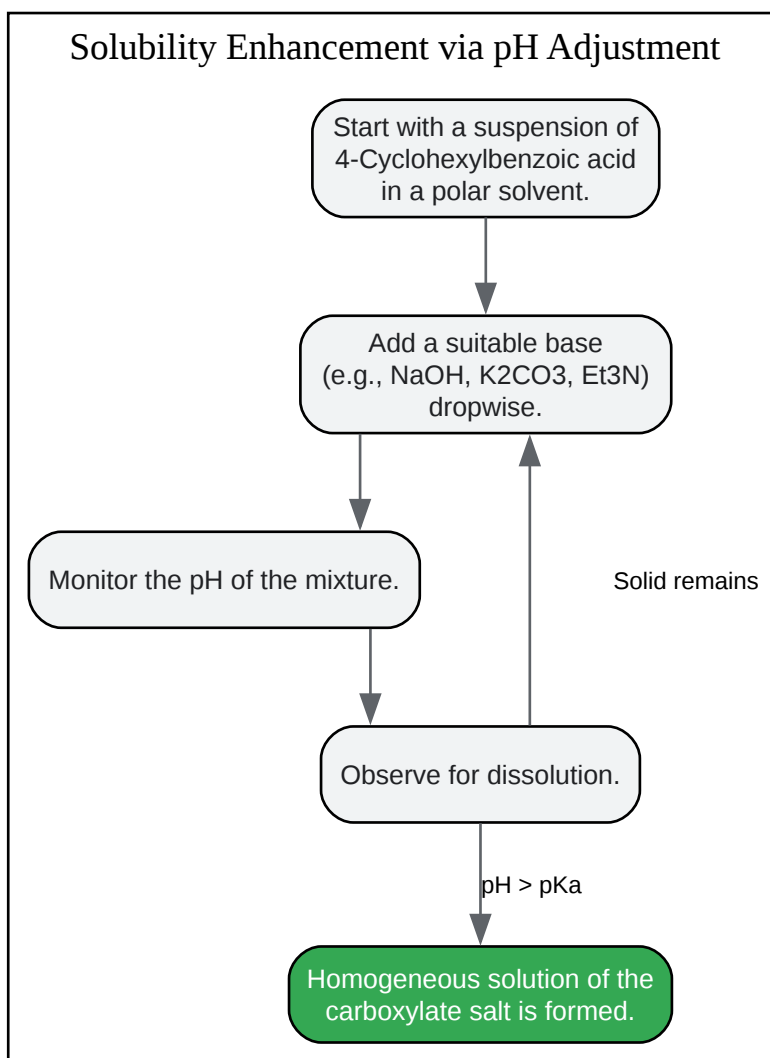 Solubility Enhancement via pH Adjustment
Start with a suspension of
4-Cyclohexylbenzoic acid
in a polar solvent.
Add a suitable base
(e.g., NaOH, K2CO3, Et3N)
dropwise.
Monitor the pH of the mixture.
Solid remains
Observe for dissolution.
pH > pKa
Homogeneous solution of the
carboxylate salt is formed.